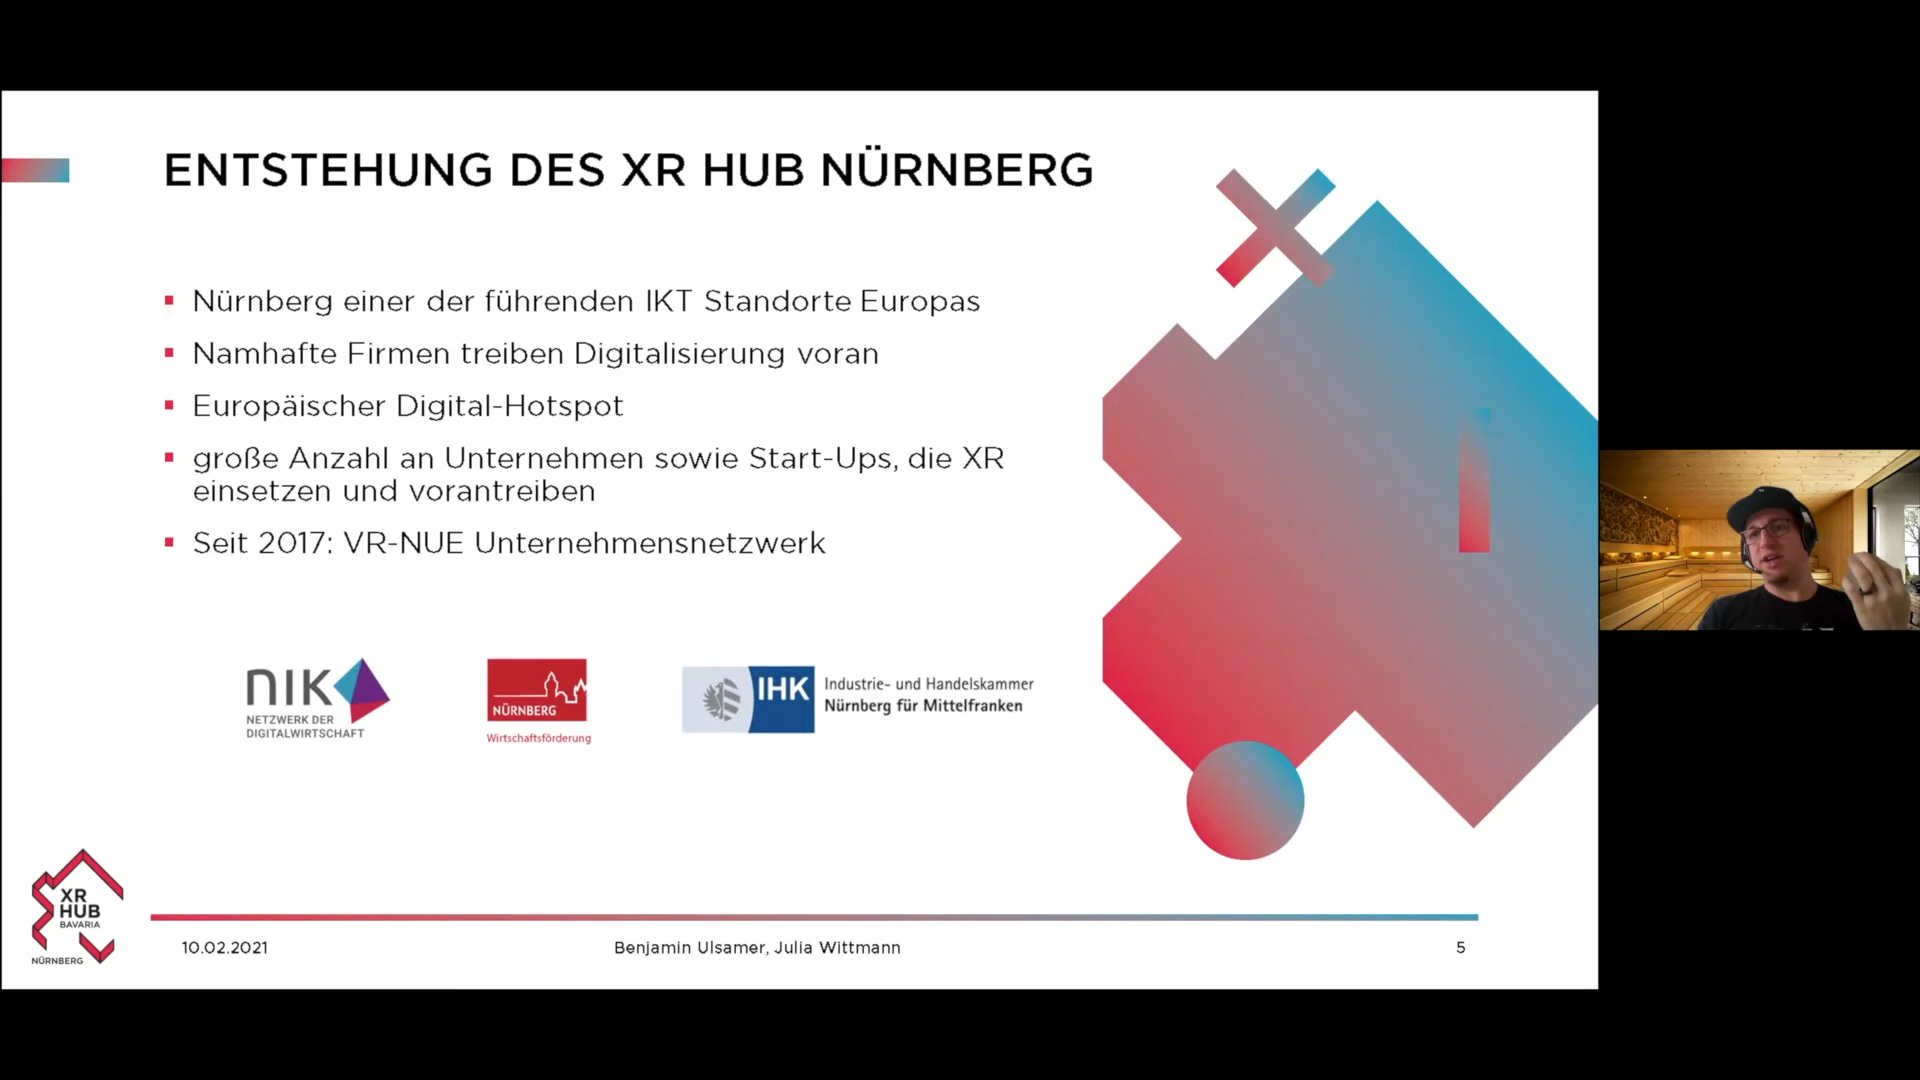 ENTSTEHUNG DES XR HUB NÜRNBERG
Nürnberg einer der führenden IKT Standorte Europas
Namhafte Firmen treiben Digitalisierung voran
Europäischer Digital-Hotspot
große Anzahl an Unternehmen sowie Start-Ups, die XR
einsetzen und vorantreiben
Seit 2017: VR-NUE Unternehmensnetzwerk
NIK
NETZWERK DER
DIGITALWIRTSCHAFT
NÜRNBERG
Wirtschaftsförderung
IHK
Industrie- und Handelskammer
Nürnberg für Mittelfranken
XR
HUB
BAVARIA
NÜRNBERG
10.02.2021
Benjamin Ulsamer, Julia Wittmann
5